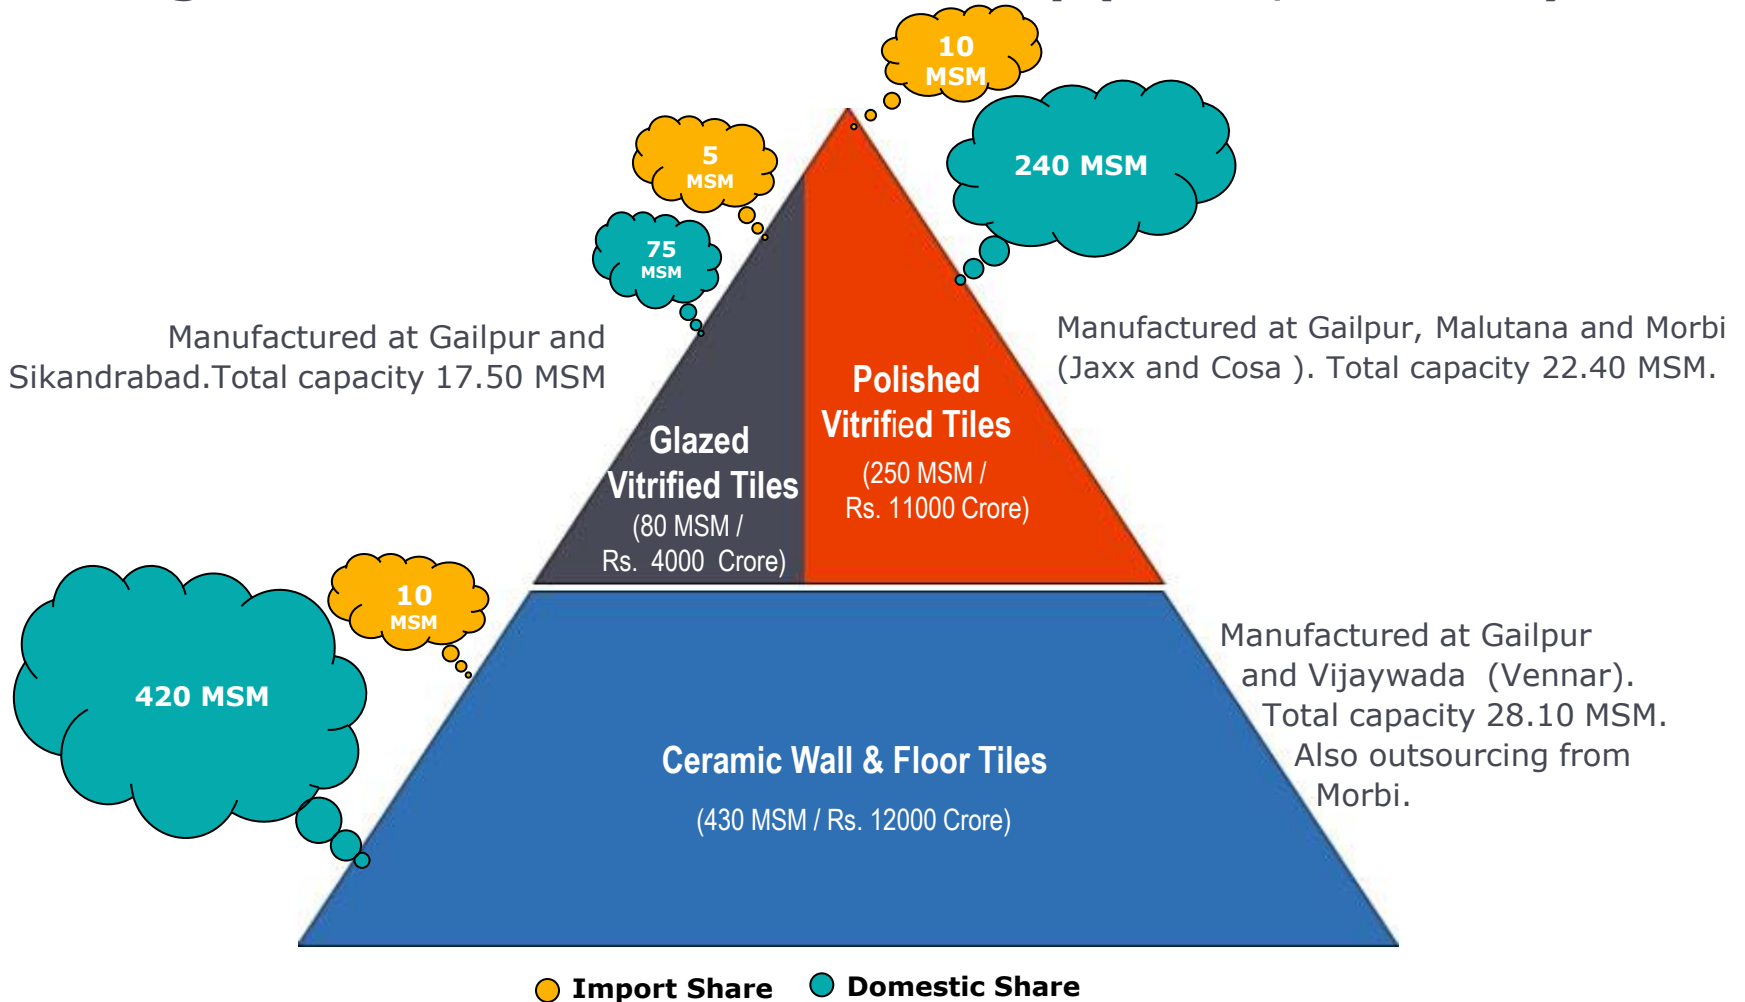 10
MSM
5
MSM
240 MSM
75
MSM
Manufactured at Gailpur and
Sikandrabad.Total capacity 17.50 MSM
Manufactured at Gailpur, Malutana and Morbi
(Jaxx and Cosa ). Total capacity 22.40 MSM.
Polished
Vitrified Tiles
(250 MSM /
Rs. 11000 Crore)
Glazed
Vitrified Tiles
(80 MSM /
Rs. 4000 Crore)
10
MSM
420 MSM
Manufactured at Gailpur
and Vijaywada (Vennar).
Total capacity 28.10 MSM.
Also outsourcing from
Morbi.
Ceramic Wall & Floor Tiles
(430 MSM / Rs. 12000 Crore)
Import Share
Domestic Share